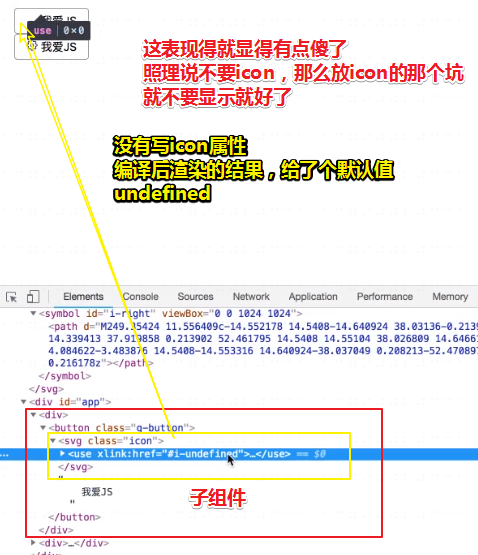 我爱JS
use 0×0
我爱JS
这表现得就显得有点傻了
照理说不要icon，那么放icon的那个坑
就不要显示就好了
没有写icon属性
编译后渲染的结果，给了个默认值
undefined
Elements Console Sources Network Application Performance Memory
<symbol id="i-right" viewBox="0 0 1024 1024">
<path d="M249.35424 11.556409c-14.552178 14.5408-14.640924 38.03136-0.2139
14.339413 37.919858 0.213902 52.461795 14.5408 14.55104 38.026809 14.64661
4.084622-3.483876 14.5408-14.553316 14.640924-38.037049 0.208213-52.470897
0.216178z"></path>
</symbol>
</svg>
<div id="app">
<div>
<button class="g-button">
<svg class="icon">
<use xlink:href="#i-undefined">…</use> == $0
</svg>
"
我爱JS
"
</button>
</div>
<div>…</div>
子组件